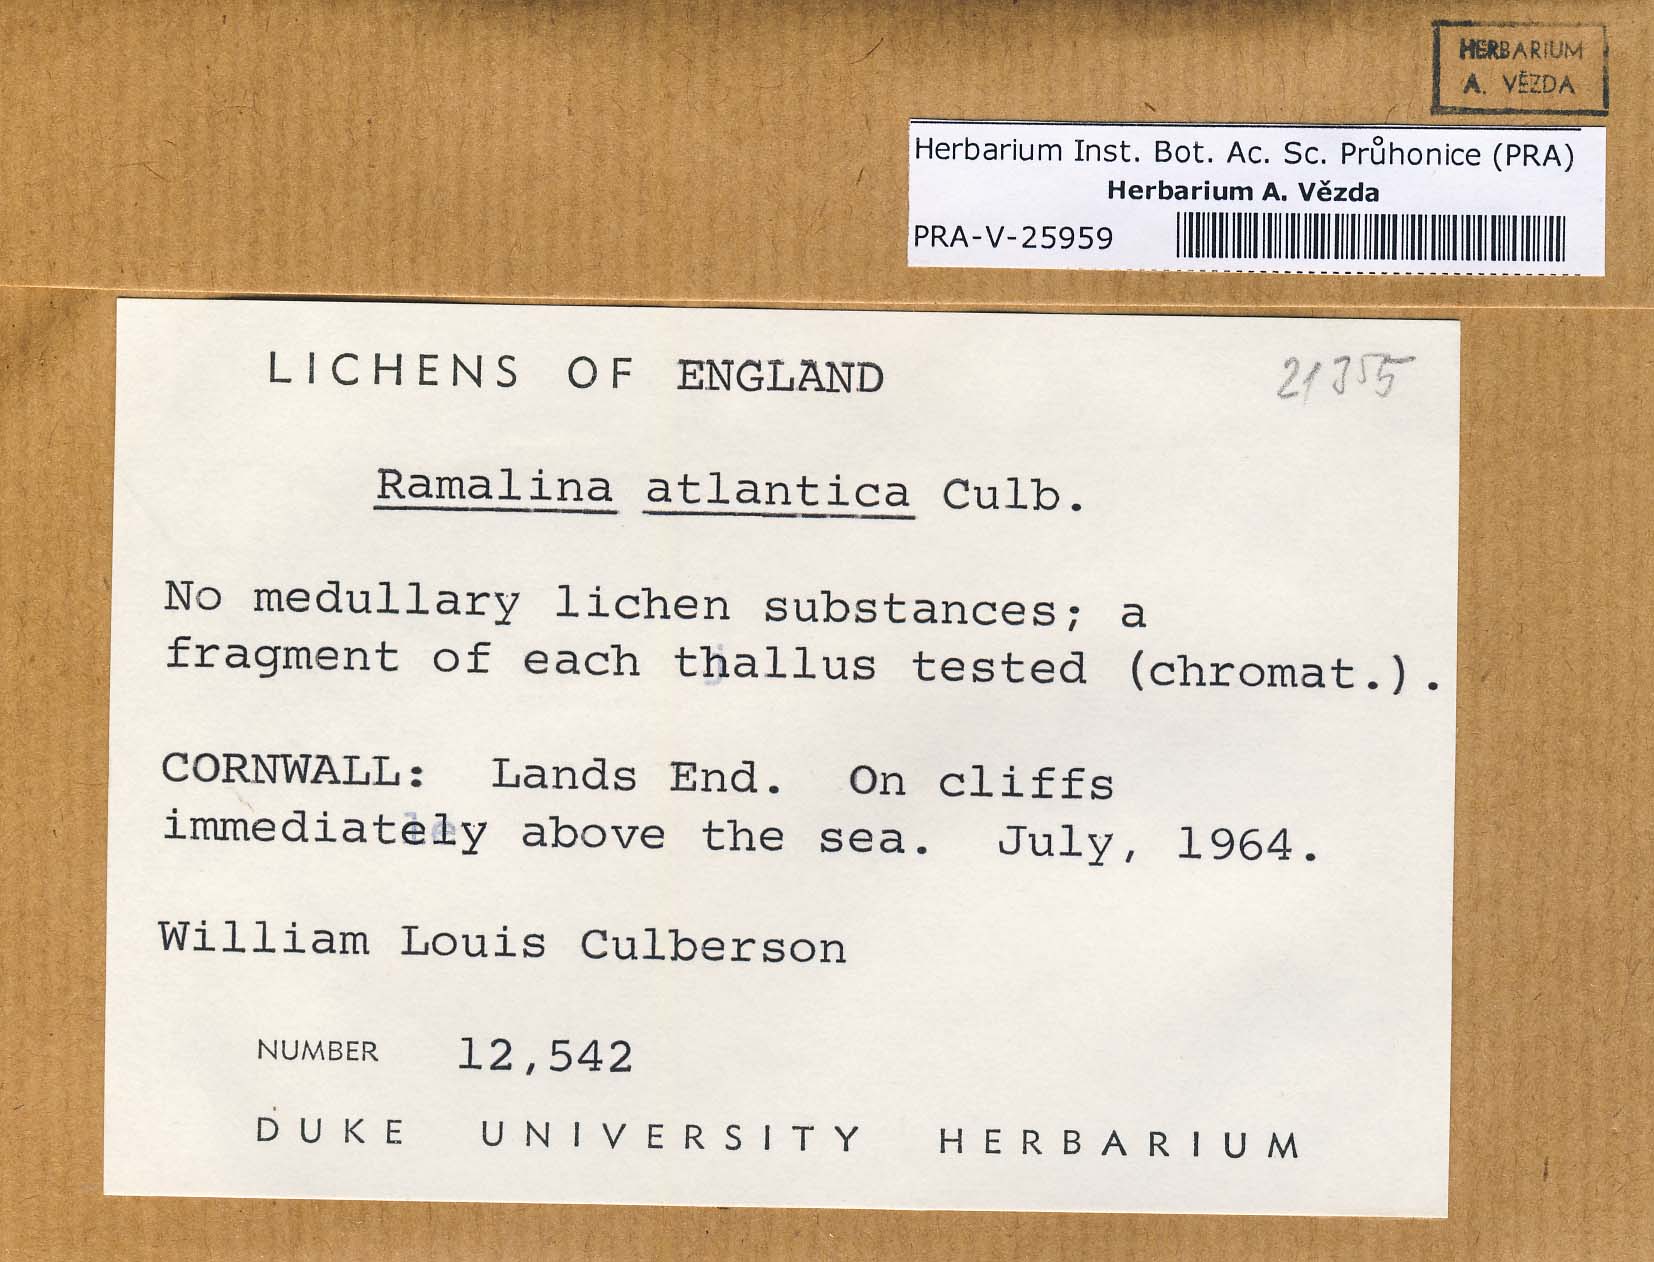 HERBARIUM
A. VĚZDA
Herbarium Inst. Bot. Ac. Sc. Průhonice (PRA)
Herbarium A. Vězda
PRA-V-25959
LICHENS OF ENGLAND
21355
Ramalina atlantica Culb.
No medullary lichen substances; a
fragment of each thallus tested (chromat.).
CORNWALL: Lands End. On cliffs
immediately above the sea. July, 1964.
William Louis Culberson
NUMBER 12,542
DUKE UNIVERSITY HERBARIUM